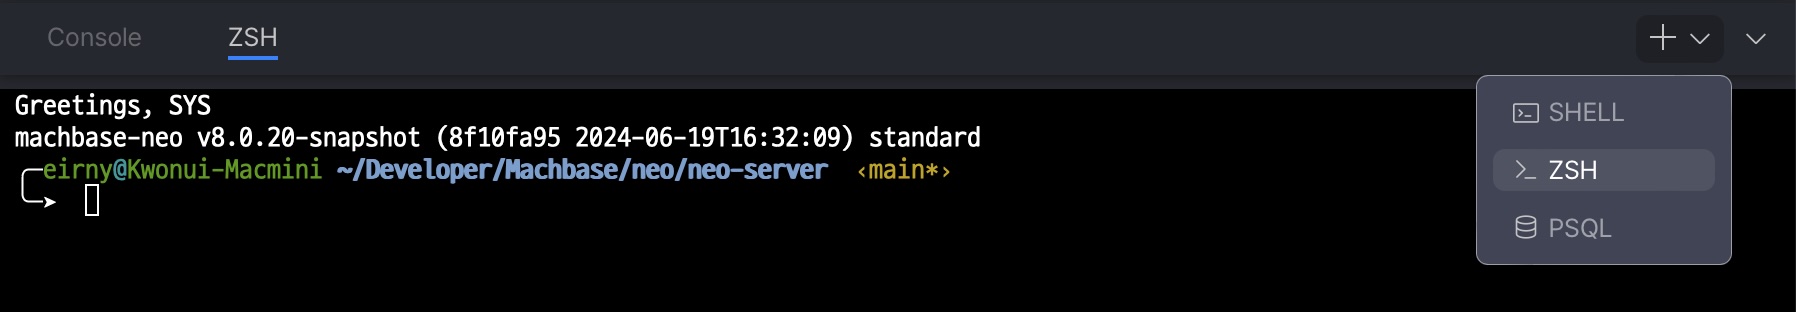 Console ZSH
Greetings, SYS
machbase-neo v8.0.20-snapshot (8f10fa95 2024-06-19T16:32:09) standard
eirny@Kwonui-Macmini ~/Developer/Machbase/neo/neo-server ‹main*›
SHELL
ZSH
PSQL